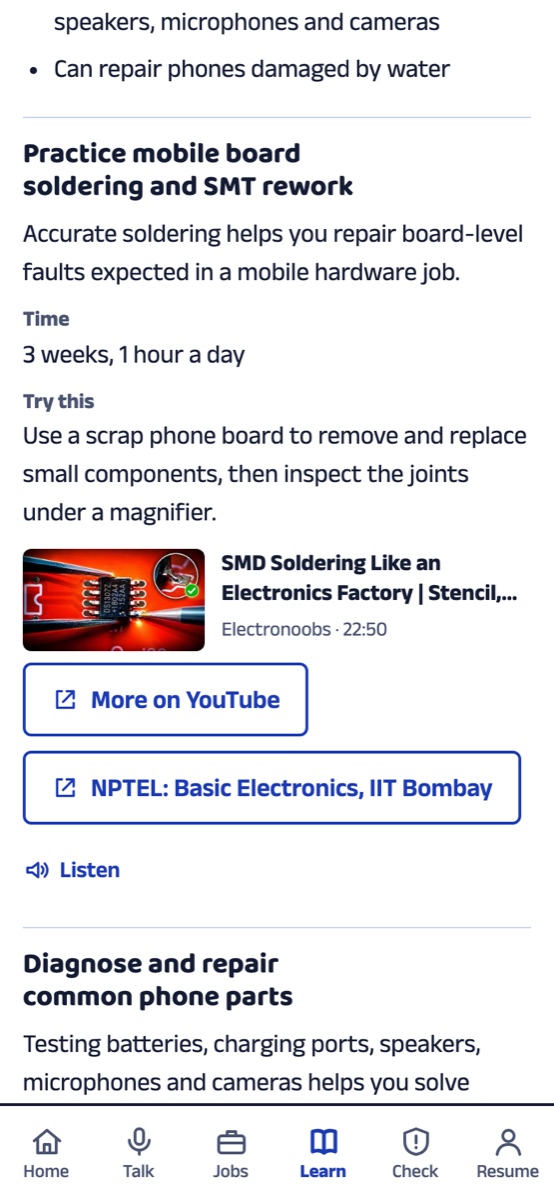 speakers, microphones and cameras
• Can repair phones damaged by water
Practice mobile board
soldering and SMT rework
Accurate soldering helps you repair board-level
faults expected in a mobile hardware job.
Time
3 weeks, 1 hour a day
Try this
Use a scrap phone board to remove and replace
small components, then inspect the joints
under a magnifier.
SMD Soldering Like an
Electronics Factory | Stencil,...
Electronoobs · 22:50
More on YouTube
NPTEL: Basic Electronics, IIT Bombay
Listen
Diagnose and repair
common phone parts
Testing batteries, charging ports, speakers,
microphones and cameras helps you solve
Home Talk Jobs Learn Check Resume